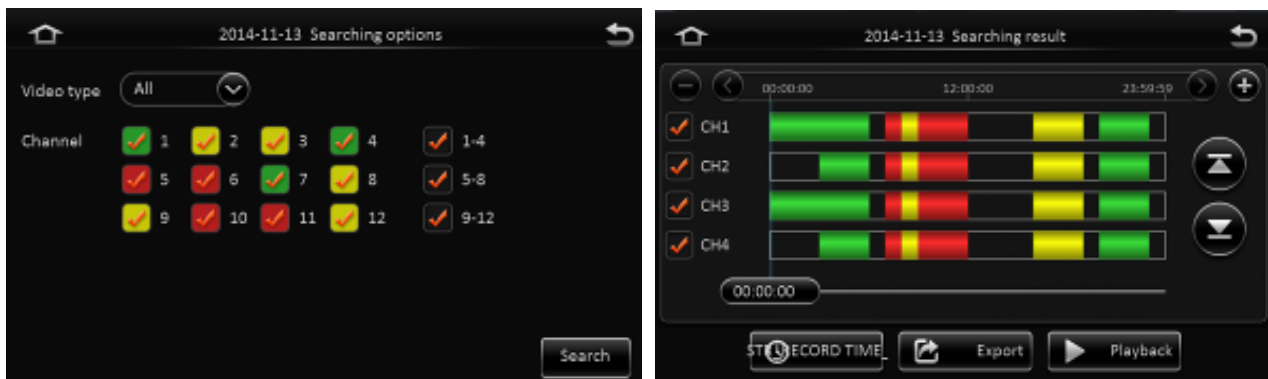 2014-11-13 Searching options
Video type All
Channel 1 2 3 4 1-4
5 6 7 8 5-8
9 10 11 12 9-12
Search
2014-11-13 Searching result
00:00:00 12:00:00 23:59:59
CH1
CH2
CH3
CH4
00:00:00
RECORD TIME_ Export Playback